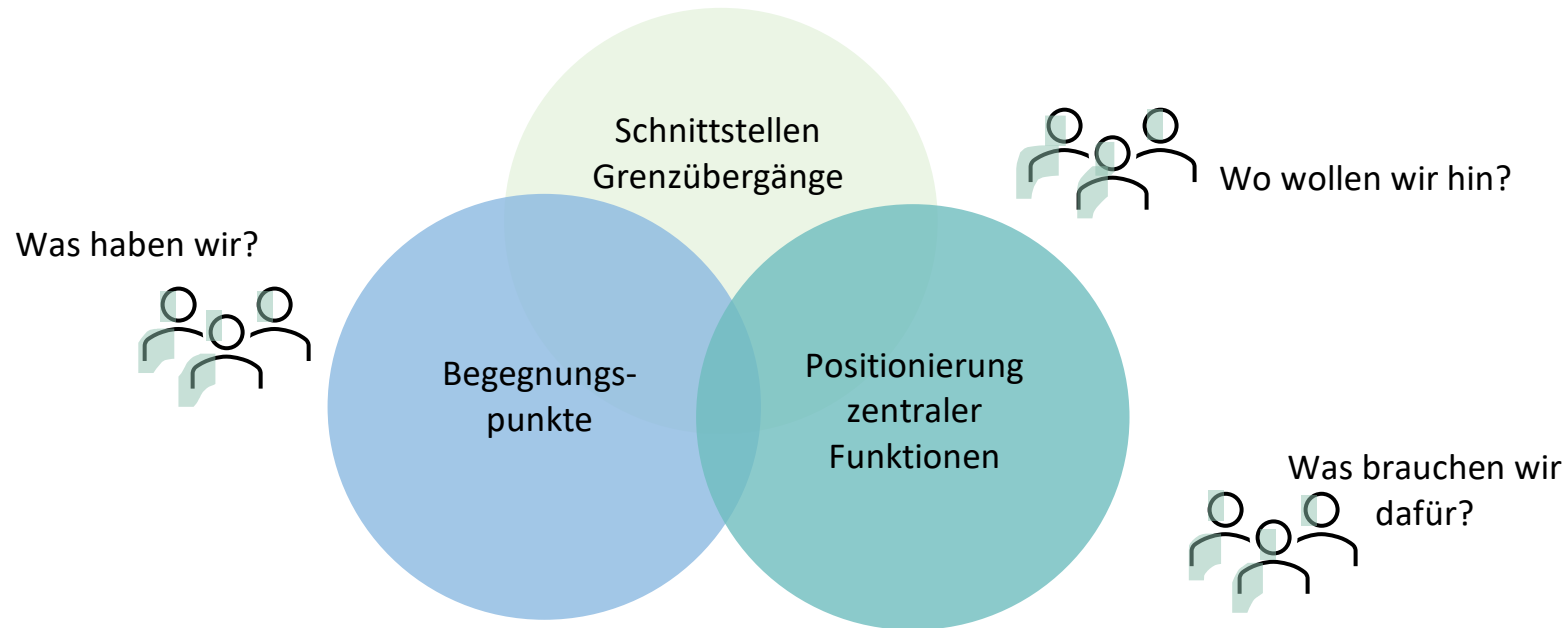 Schnittstellen
Grenzübergänge
Wo wollen wir hin?
Was haben wir?
Begegnungs-
punkte
Positionierung
zentraler
Funktionen
Was brauchen wir
dafür?